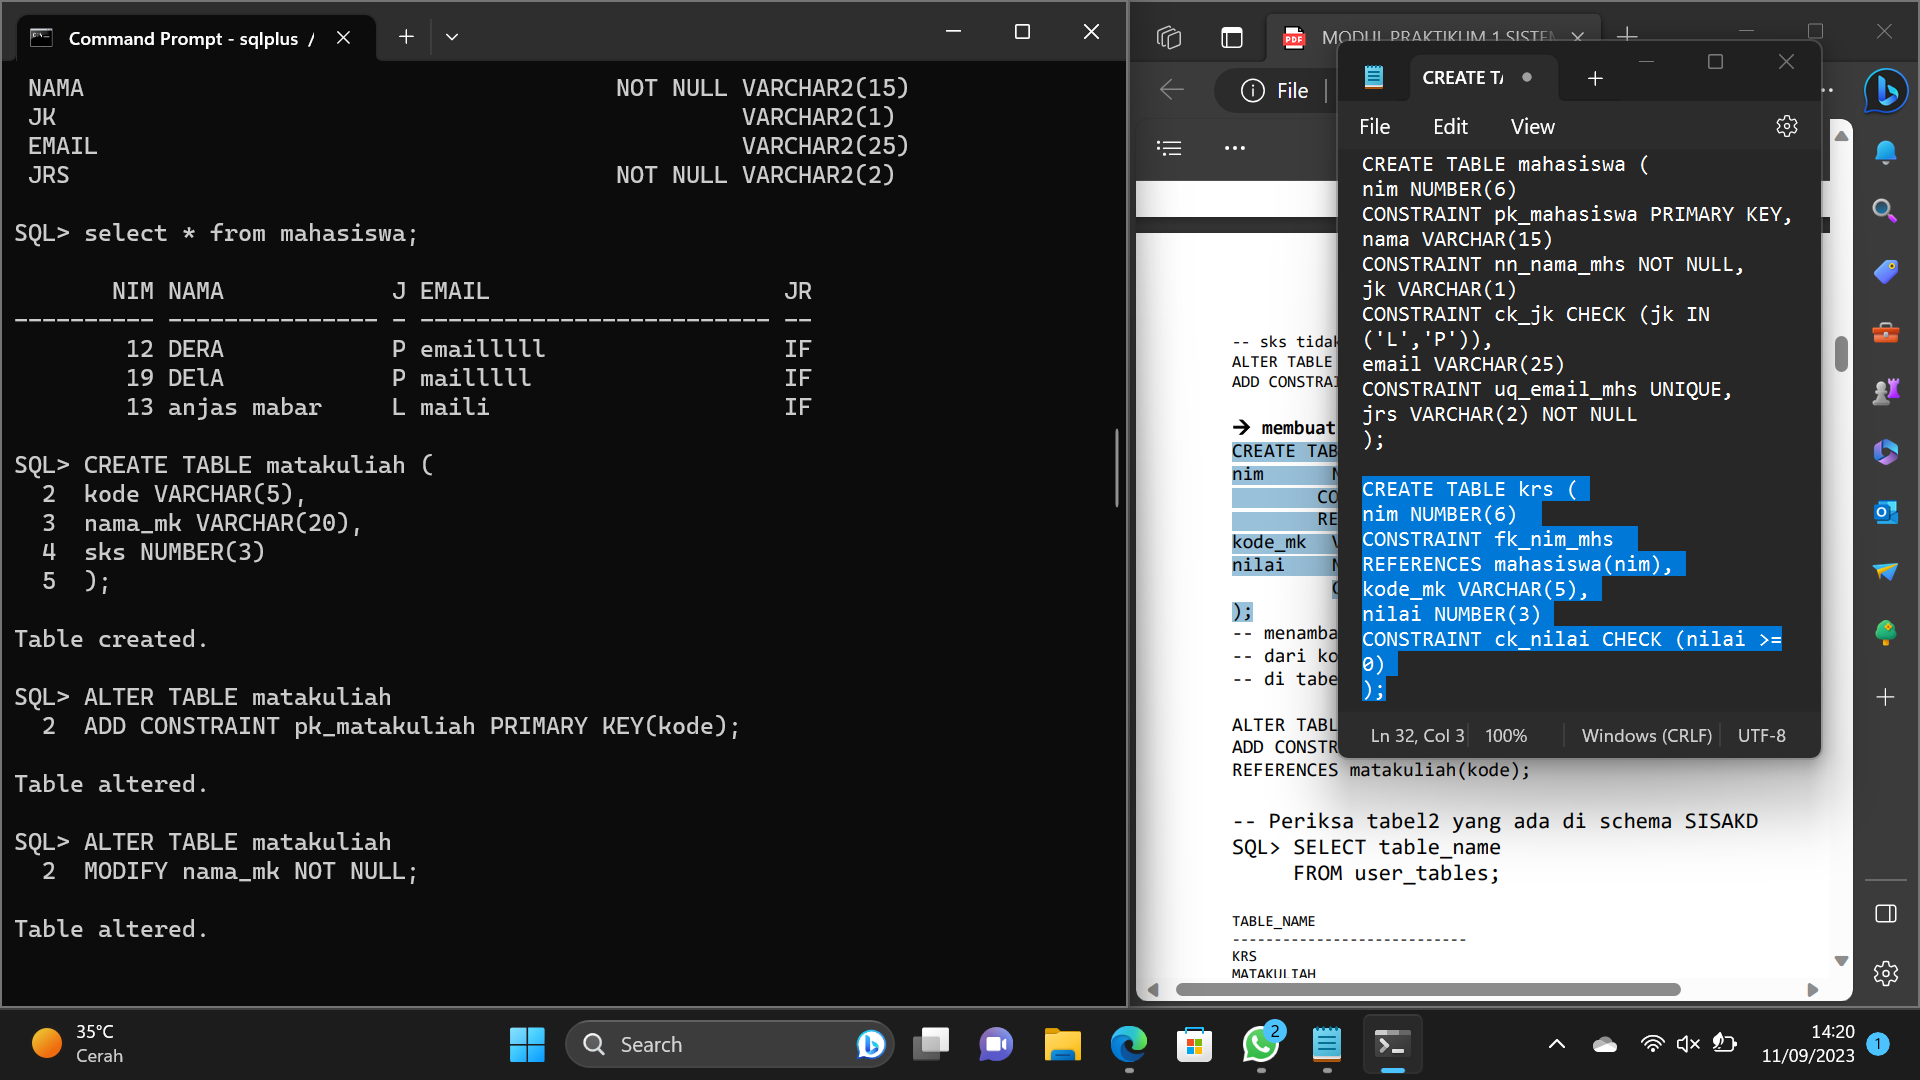 Command Prompt - sqlplus /
NAMA NOT NULL VARCHAR2(15)
JK VARCHAR2(1)
EMAIL VARCHAR2(25)
JRS NOT NULL VARCHAR2(2)
SQL> select * from mahasiswa;
NIM NAMA J EMAIL JR
---------- --------------- - ------------------------- --
12 DERA P emailllll IF
19 DElA P mailllll IF
13 anjas mabar L maili IF
SQL> CREATE TABLE matakuliah (
2 kode VARCHAR(5),
3 nama_mk VARCHAR(20),
4 sks NUMBER(3)
5 );
Table created.
SQL> ALTER TABLE matakuliah
2 ADD CONSTRAINT pk_matakuliah PRIMARY KEY(kode);
Table altered.
SQL> ALTER TABLE matakuliah
2 MODIFY nama_mk NOT NULL;
Table altered.
PDF
MODUL PRAKTIKUM 1 SISTEM
File
-- sks tidak
ALTER TABLE
ADD CONSTRAI
→ membuat
CREATE TAB
nim
CO
RE
kode_mk
nilai
);
-- menamba
-- dari ko
-- di tabe
ALTER TABL
ADD CONSTR
REFERENCES matakuliah(kode);
-- Periksa tabel2 yang ada di schema SISAKD
SQL> SELECT table_name
FROM user_tables;
TABLE_NAME
----------------------------
KRS
MATAKULIAH
CREATE TA
File Edit View
CREATE TABLE mahasiswa (
nim NUMBER(6)
CONSTRAINT pk_mahasiswa PRIMARY KEY,
nama VARCHAR(15)
CONSTRAINT nn_nama_mhs NOT NULL,
jk VARCHAR(1)
CONSTRAINT ck_jk CHECK (jk IN
('L','P')),
email VARCHAR(25)
CONSTRAINT uq_email_mhs UNIQUE,
jrs VARCHAR(2) NOT NULL
);
CREATE TABLE krs (
nim NUMBER(6)
CONSTRAINT fk_nim_mhs
REFERENCES mahasiswa(nim),
kode_mk VARCHAR(5),
nilai NUMBER(3)
CONSTRAINT ck_nilai CHECK (nilai >=
0)
);
Ln 32, Col 3 100% Windows (CRLF) UTF-8
35°C
Cerah
Search
2
14:20
11/09/2023
1